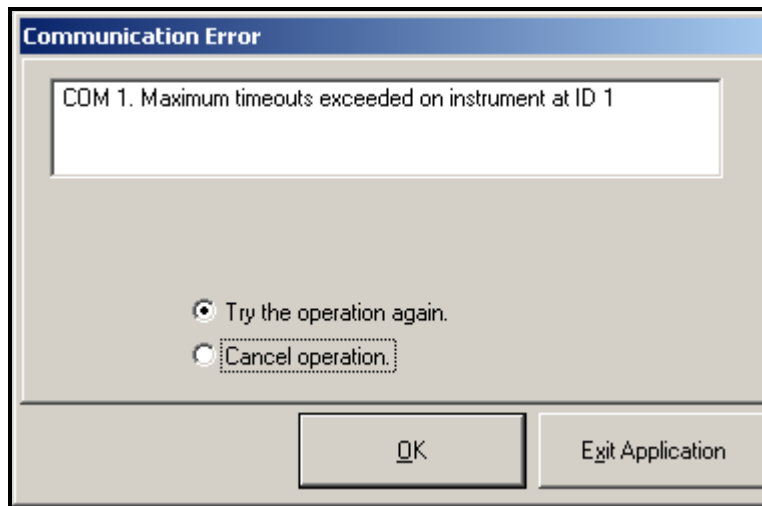 Communication Error
COM 1. Maximum timeouts exceeded on instrument at ID 1
Try the operation again.
Cancel operation.
OK
Exit Application